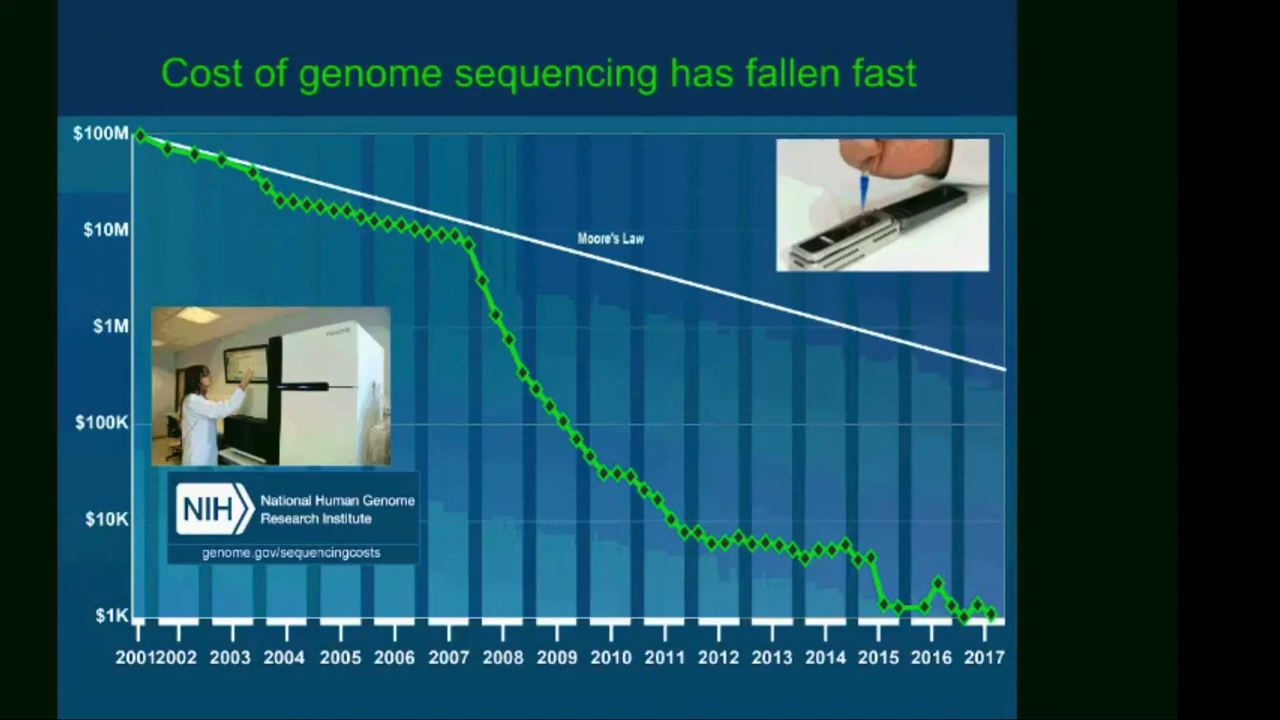 Cost of genome sequencing has fallen fast
$100M
$10M
Moore's Law
$1M
$100K
NIH
National Human Genome
Research Institute
$10K
genome.gov/sequencingcosts
$1K
2001 2002 2003 2004 2005 2006 2007 2008 2009 2010 2011 2012 2013 2014 2015 2016 2017